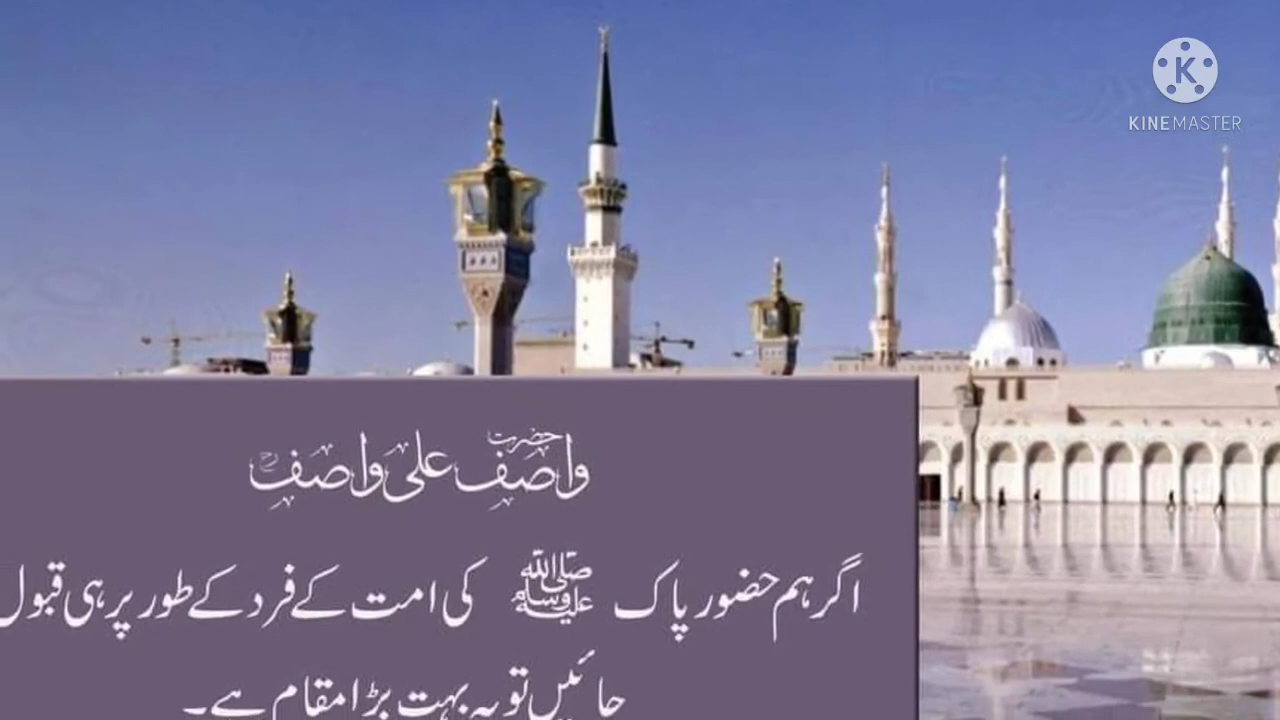 KINEMASTER
حضرت واصف علی واصفؒ
اگر ہم حضور پاک ﷺ کی امت کے فرد کے طور پر ہی قبول
جائیں تو یہ بہت بڑا مقام ہے۔